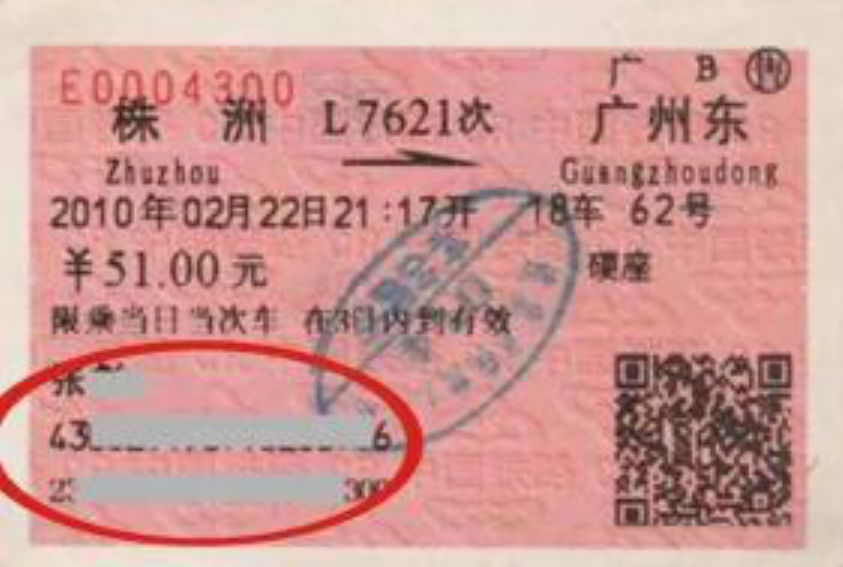 E0004300
广 B
株洲 L7621次 广州东
Zhuzhou Guangzhoudong
2010年02月22日21:17开 18车 62号
¥51.00元 硬座
限乘当日当次车 在3日内到有效
张
43 6